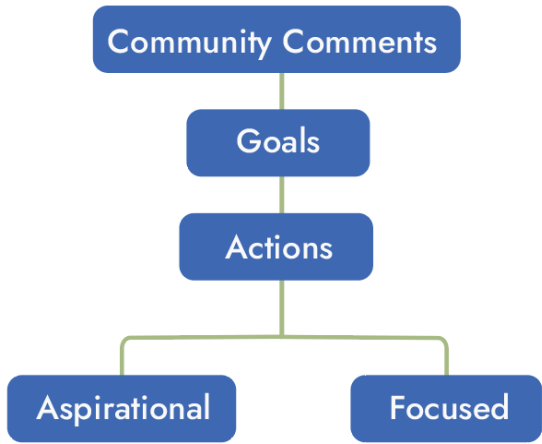 Community Comments
Goals
Actions
Aspirational
Focused